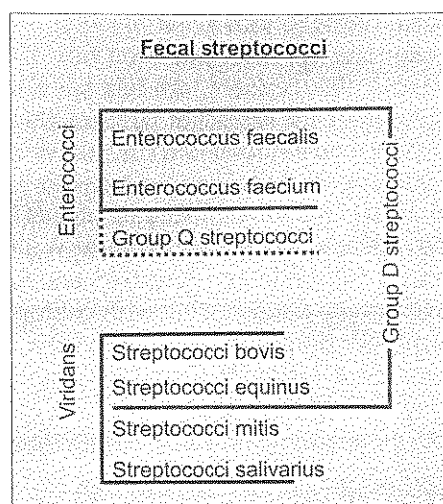 Fecal streptococci
Enterococci
Enterococcus faecalis
Enterococcus faecium
Group Q streptococci
Group D streptococci
Viridans
Streptococci bovis
Streptococci equinus
Streptococci mitis
Streptococci salivarius